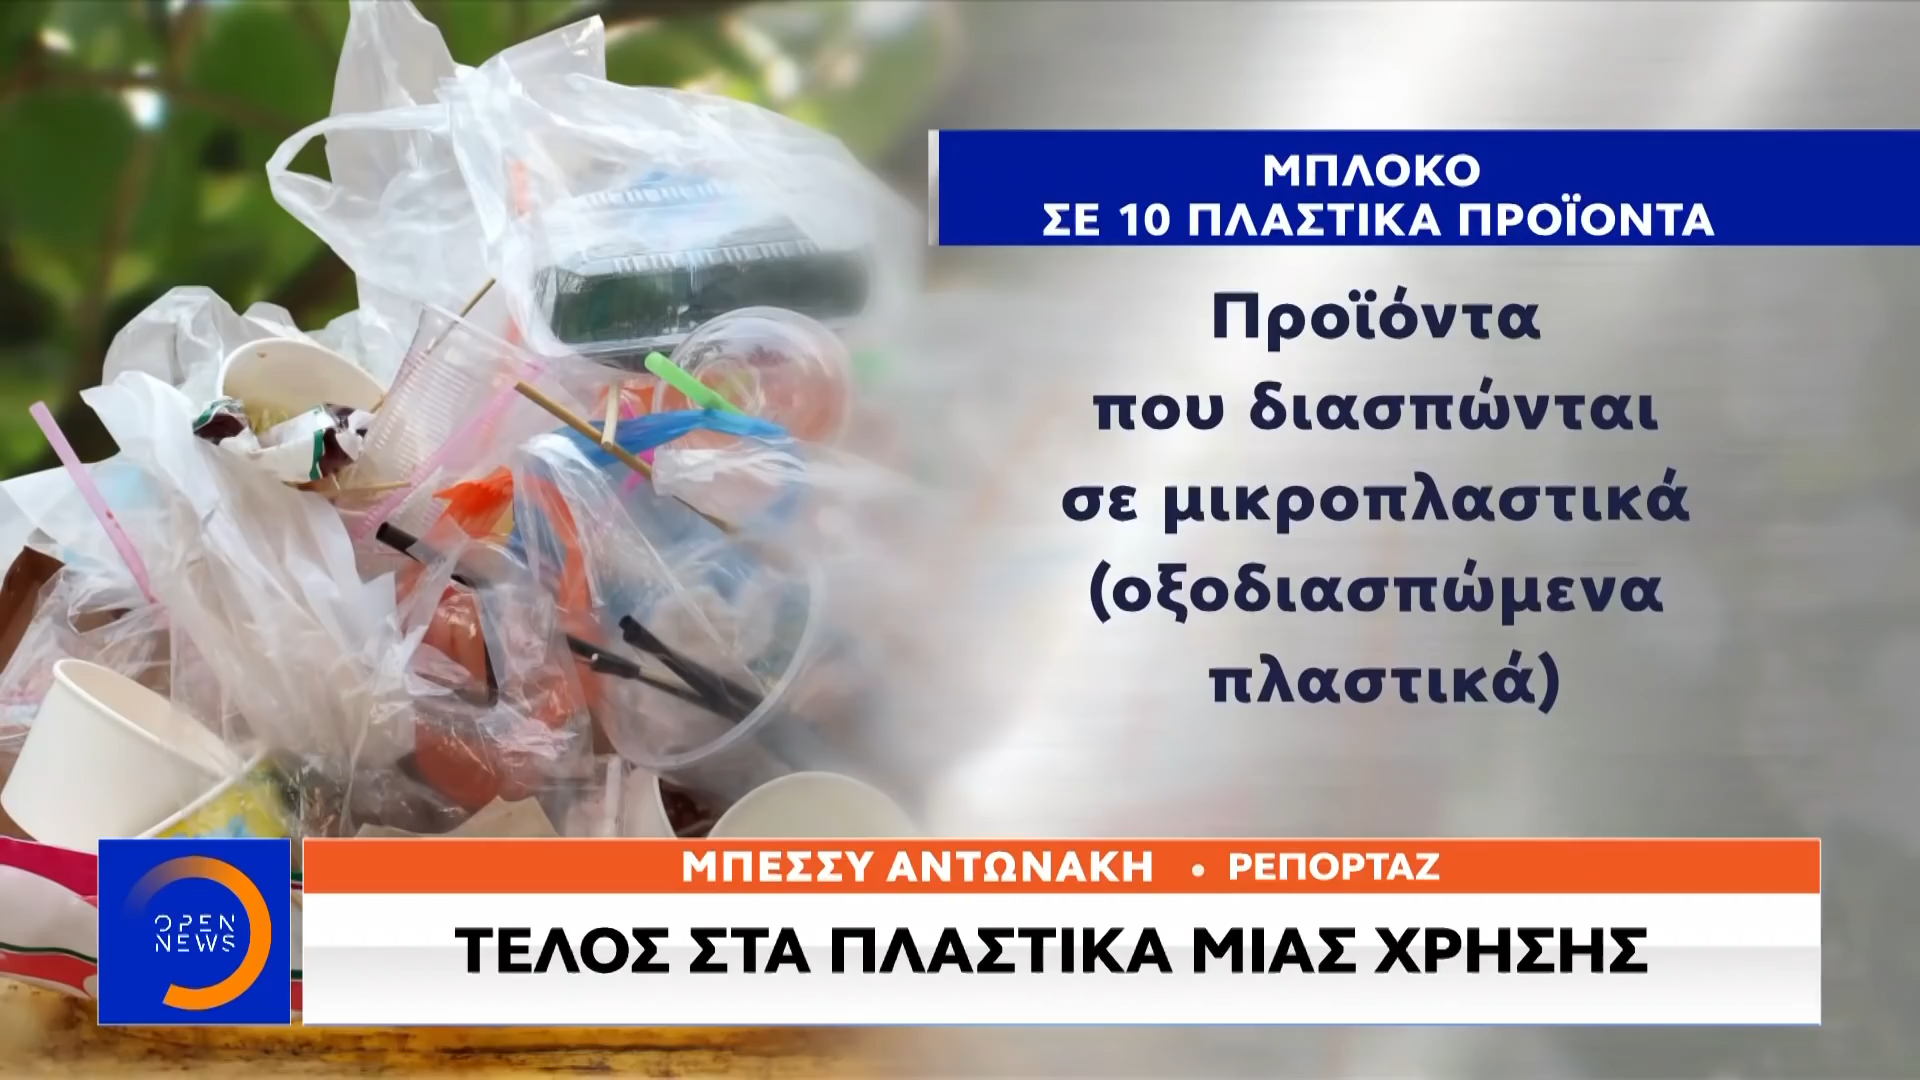 ΜΠΛΟΚΟ
ΣΕ 10 ΠΛΑΣΤΙΚΑ ΠΡΟΪΟΝΤΑ
Προϊόντα
που διασπώνται
σε μικροπλαστικά
(οξοδιασπώμενα
πλαστικά)
ΜΠΕΣΣΥ ΑΝΤΩΝΑΚΗ • ΡΕΠΟΡΤΑΖ
OPEN
NEWS
ΤΕΛΟΣ ΣΤΑ ΠΛΑΣΤΙΚΑ ΜΙΑΣ ΧΡΗΣΗΣ